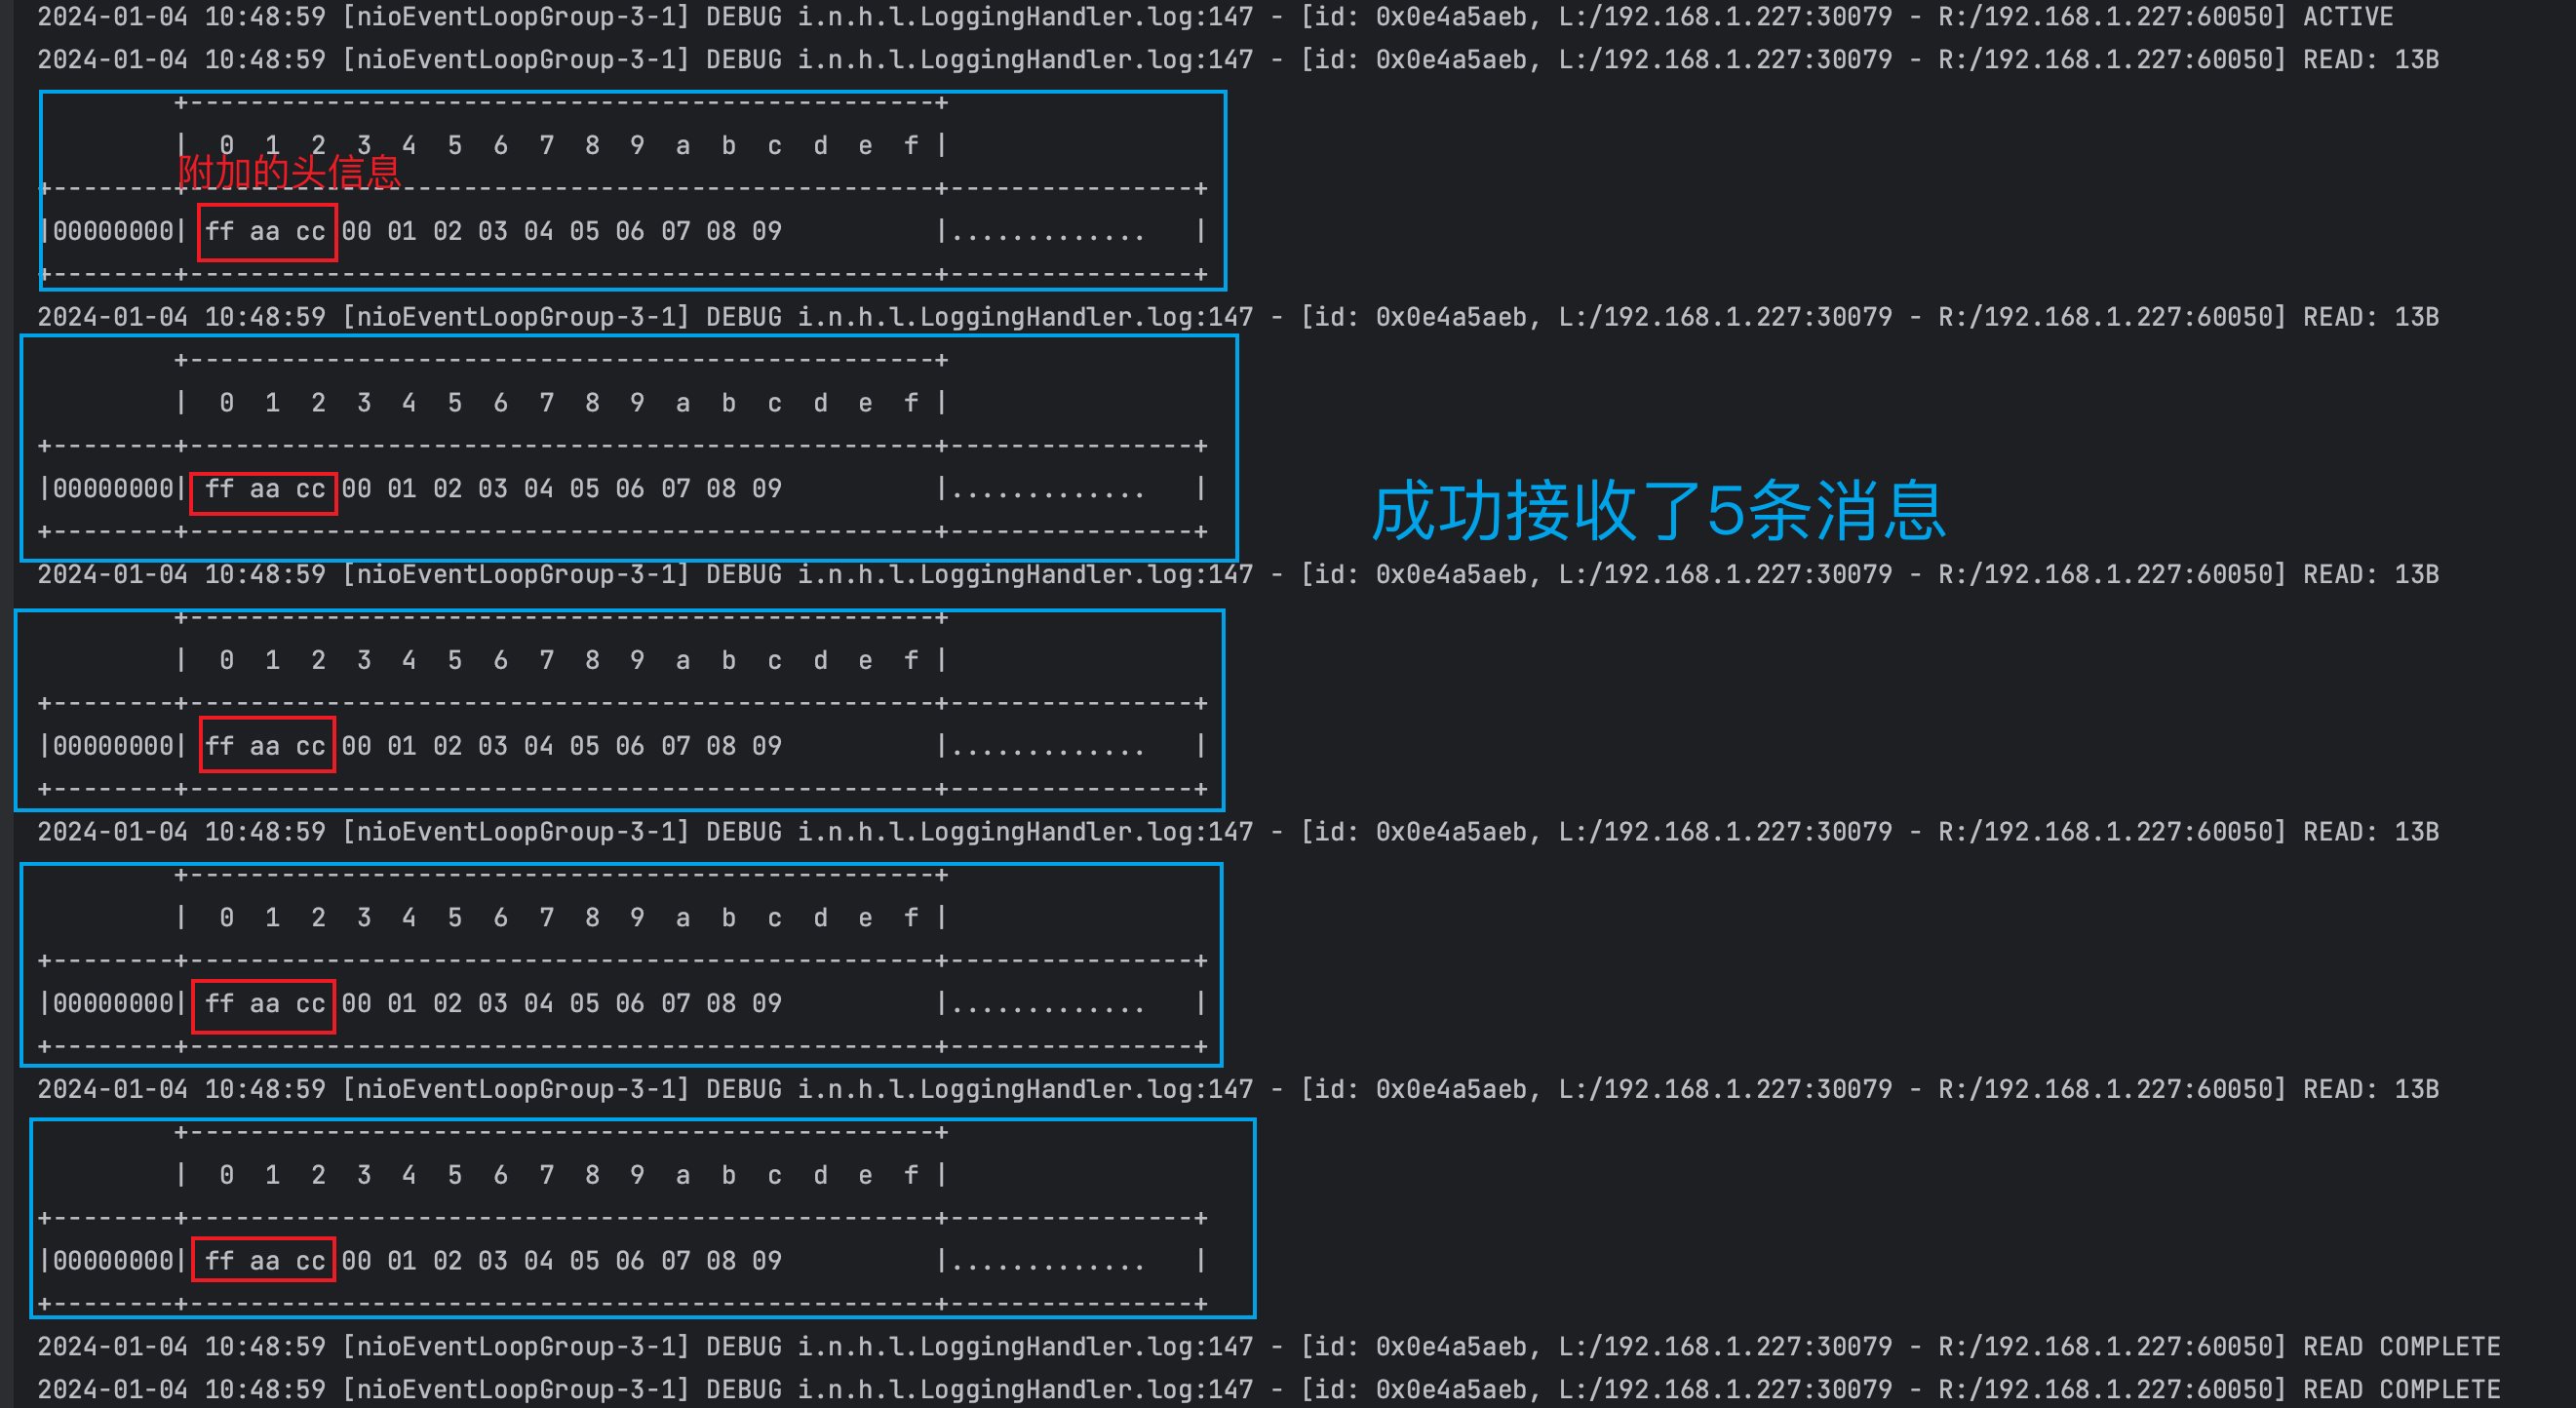 2024-01-04 10:48:59 [nioEventLoopGroup-3-1] DEBUG i.n.h.l.LoggingHandler.log:147 - [id: 0x0e4a5aeb, L:/192.168.1.227:30079 - R:/192.168.1.227:60050] ACTIVE
2024-01-04 10:48:59 [nioEventLoopGroup-3-1] DEBUG i.n.h.l.LoggingHandler.log:147 - [id: 0x0e4a5aeb, L:/192.168.1.227:30079 - R:/192.168.1.227:60050] READ: 13B
         +-------------------------------------------------+
         |  0  1  2  3  4  5  6  7  8  9  a  b  c  d  e  f |
附加的头信息
+--------+-------------------------------------------------+----------------+
|00000000| ff aa cc 00 01 02 03 04 05 06 07 08 09          |.............   |
+--------+-------------------------------------------------+----------------+
2024-01-04 10:48:59 [nioEventLoopGroup-3-1] DEBUG i.n.h.l.LoggingHandler.log:147 - [id: 0x0e4a5aeb, L:/192.168.1.227:30079 - R:/192.168.1.227:60050] READ: 13B
         +-------------------------------------------------+
         |  0  1  2  3  4  5  6  7  8  9  a  b  c  d  e  f |
+--------+-------------------------------------------------+----------------+
|00000000| ff aa cc 00 01 02 03 04 05 06 07 08 09          |.............   |
成功接收了5条消息
+--------+-------------------------------------------------+----------------+
2024-01-04 10:48:59 [nioEventLoopGroup-3-1] DEBUG i.n.h.l.LoggingHandler.log:147 - [id: 0x0e4a5aeb, L:/192.168.1.227:30079 - R:/192.168.1.227:60050] READ: 13B
         +-------------------------------------------------+
         |  0  1  2  3  4  5  6  7  8  9  a  b  c  d  e  f |
+--------+-------------------------------------------------+----------------+
|00000000| ff aa cc 00 01 02 03 04 05 06 07 08 09          |.............   |
+--------+-------------------------------------------------+----------------+
2024-01-04 10:48:59 [nioEventLoopGroup-3-1] DEBUG i.n.h.l.LoggingHandler.log:147 - [id: 0x0e4a5aeb, L:/192.168.1.227:30079 - R:/192.168.1.227:60050] READ: 13B
         +-------------------------------------------------+
         |  0  1  2  3  4  5  6  7  8  9  a  b  c  d  e  f |
+--------+-------------------------------------------------+----------------+
|00000000| ff aa cc 00 01 02 03 04 05 06 07 08 09          |.............   |
+--------+-------------------------------------------------+----------------+
2024-01-04 10:48:59 [nioEventLoopGroup-3-1] DEBUG i.n.h.l.LoggingHandler.log:147 - [id: 0x0e4a5aeb, L:/192.168.1.227:30079 - R:/192.168.1.227:60050] READ: 13B
         +-------------------------------------------------+
         |  0  1  2  3  4  5  6  7  8  9  a  b  c  d  e  f |
+--------+-------------------------------------------------+----------------+
|00000000| ff aa cc 00 01 02 03 04 05 06 07 08 09          |.............   |
+--------+-------------------------------------------------+----------------+
2024-01-04 10:48:59 [nioEventLoopGroup-3-1] DEBUG i.n.h.l.LoggingHandler.log:147 - [id: 0x0e4a5aeb, L:/192.168.1.227:30079 - R:/192.168.1.227:60050] READ COMPLETE
2024-01-04 10:48:59 [nioEventLoopGroup-3-1] DEBUG i.n.h.l.LoggingHandler.log:147 - [id: 0x0e4a5aeb, L:/192.168.1.227:30079 - R:/192.168.1.227:60050] READ COMPLETE